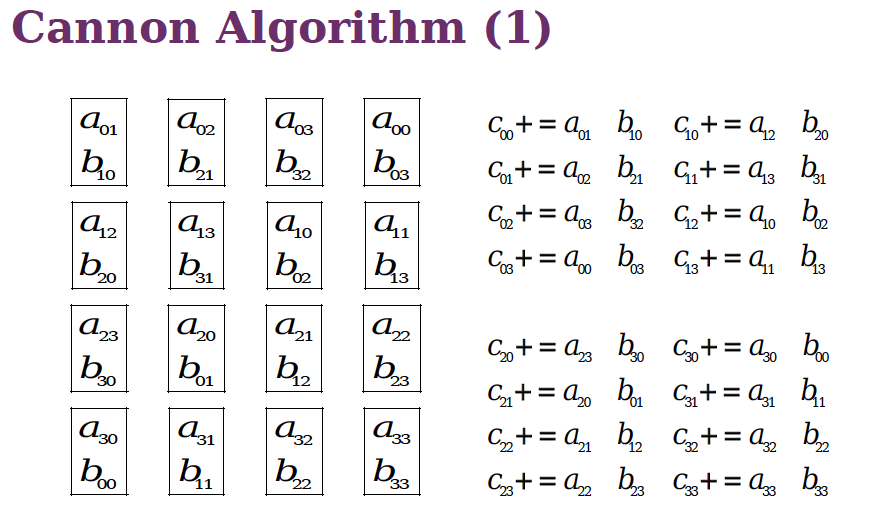 Cannon Algorithm (1)
a01 a02 a03 a00
b10 b21 b32 b03
a12 a13 a10 a11
b20 b31 b02 b13
a23 a20 a21 a22
b30 b01 b12 b23
a30 a31 a32 a33
b00 b11 b22 b33
c00+= a01 b10 c10+= a12 b20
c01+= a02 b21 c11+= a13 b31
c02+= a03 b32 c12+= a10 b02
c03+= a00 b03 c13+= a11 b13
c20+= a23 b30 c30+= a30 b00
c21+= a20 b01 c31+= a31 b11
c22+= a21 b12 c32+= a32 b22
c23+= a22 b23 c33+= a33 b33